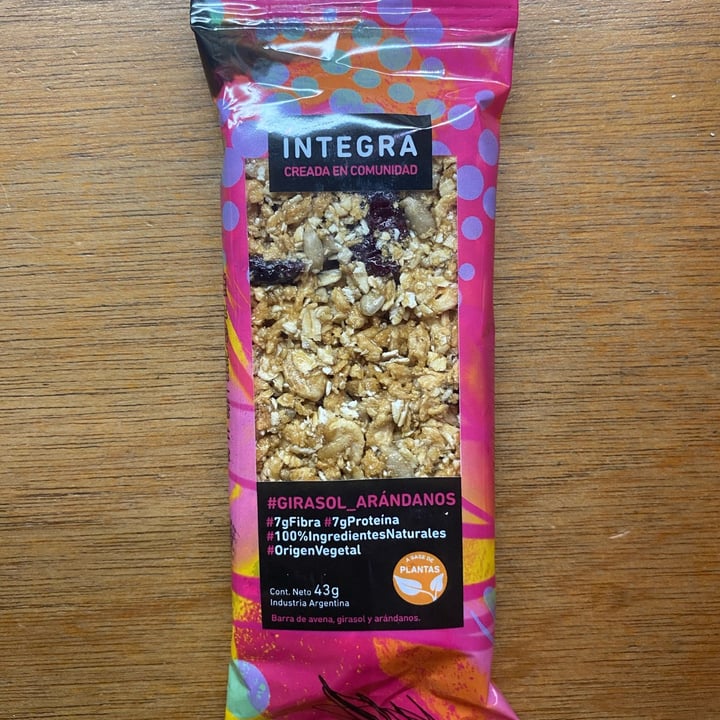 INTEGRA
CREADA EN COMUNIDAD
#GIRASOL_ARÁNDANOS
#7gFibra #7gProteína
#100%IngredientesNaturales
#OrigenVegetal
A BASE DE
PLANTAS
Cont. Neto 43g
Industria Argentina
Barra de avena, girasol y arándanos.